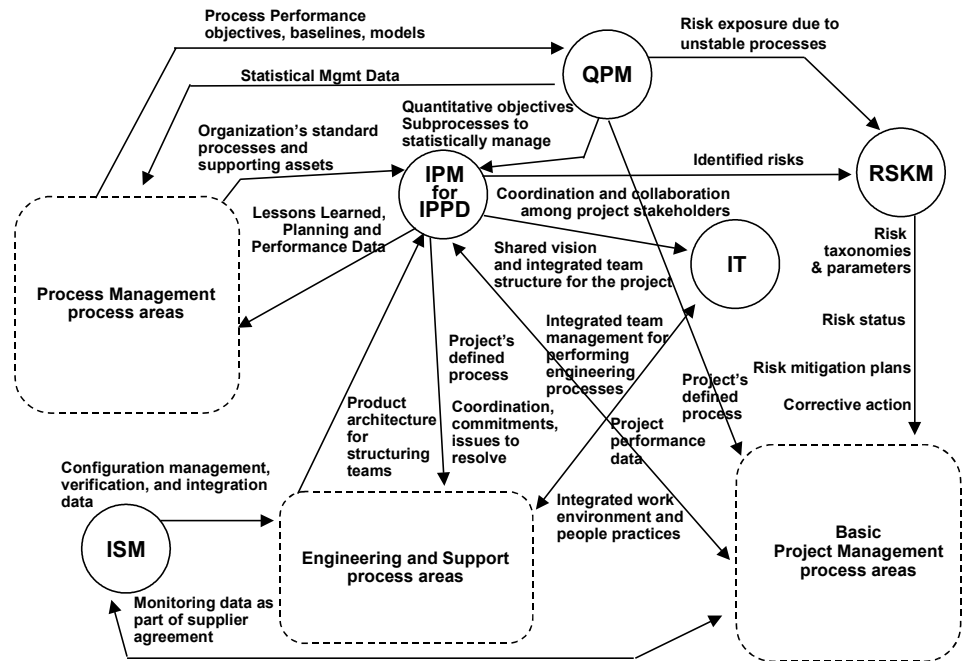 Process Performance
objectives, baselines, models
Risk exposure due to
unstable processes
QPM
Statistical Mgmt Data
Quantitative objectives
Subprocesses to
statistically manage
Organization's standard
processes and
supporting assets
Identified risks
IPM
for
IPPD
RSKM
Coordination and collaboration
among project stakeholders
Lessons Learned,
Planning and
Performance Data
Risk
taxonomies
& parameters
Shared vision
and integrated team
structure for the project
IT
Process Management
process areas
Integrated team
management for
performing
engineering
processes
Risk status
Project's
defined
process
Risk mitigation plans
Project's
defined
process
Product
architecture
for
structuring
teams
Coordination,
commitments,
issues to
resolve
Corrective action
Project
performance
data
Configuration management,
verification, and integration
data
Integrated work
environment and
people practices
ISM
Engineering and Support
process areas
Basic
Project Management
process areas
Monitoring data as
part of supplier
agreement